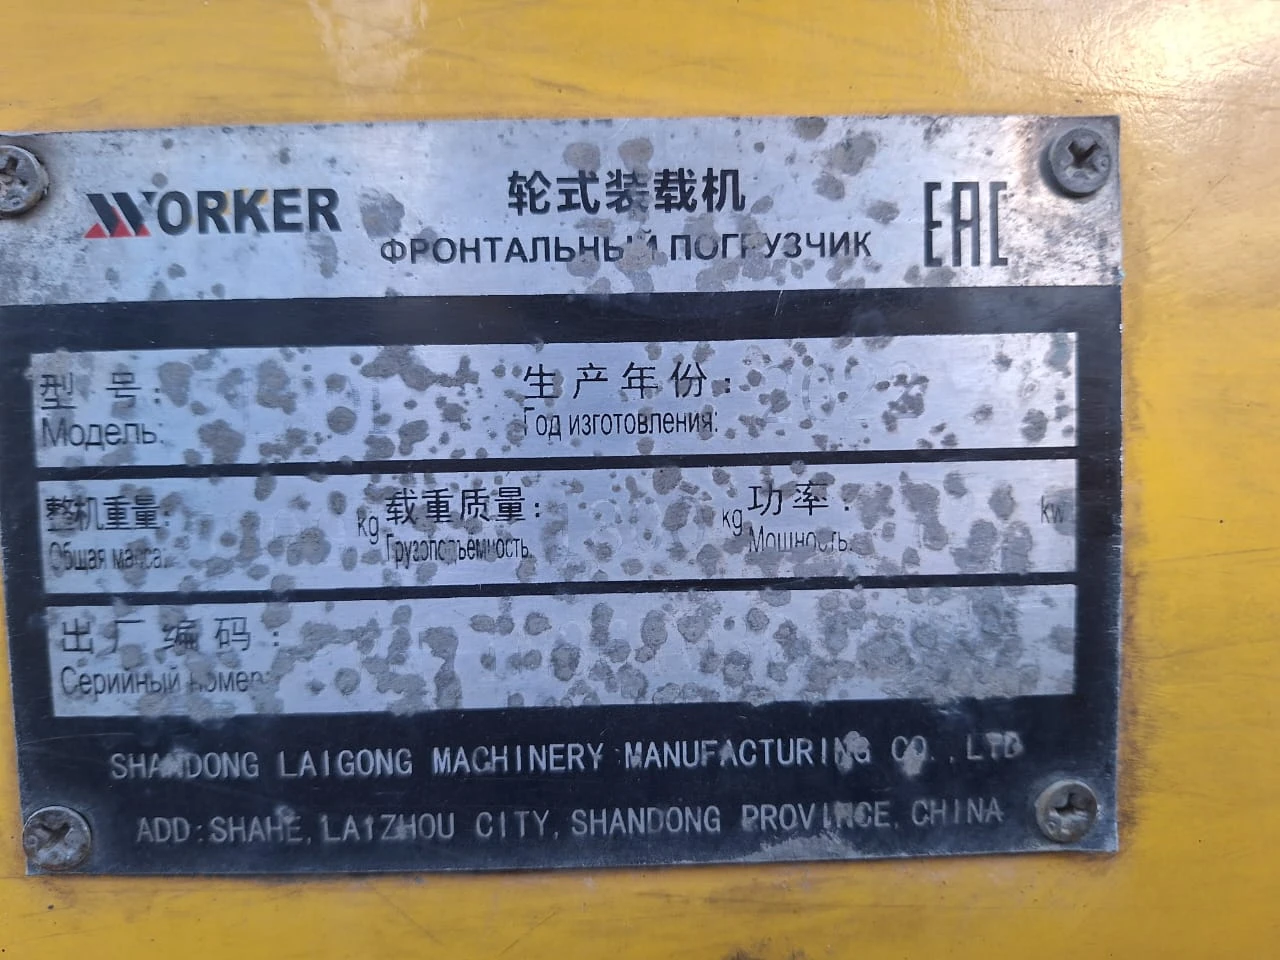 WORKER
轮式装载机
ФРОНТАЛЬНЫЙ ПОГРУЗЧИК
EAC
型 号: 生产年份:
Модель: Год изготовления:
整机重量: kg 载重质量: kg 功率: kw
Общая масса: Грузоподъемность: Мощность:
出厂编码:
Серийный номер:
SHANDONG LAIGONG MACHINERY MANUFACTURING CO.,LTD
ADD:SHAHE,LAIZHOU CITY,SHANDONG PROVINCE,CHINA